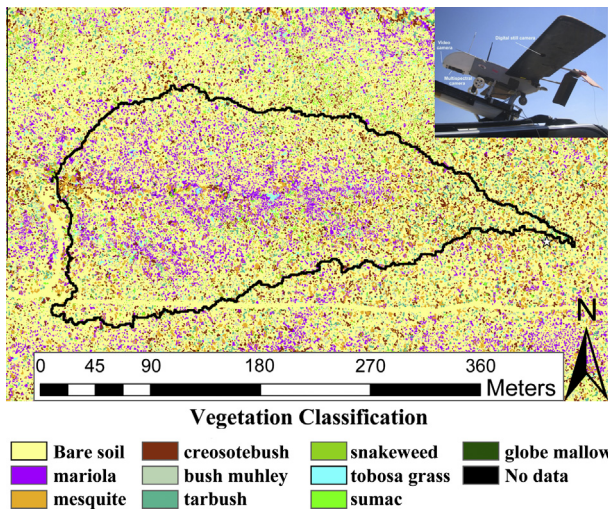 Digital still camera
Video
camera
Multispectral
camera
N
0 45 90 180 270 360
Meters
Vegetation Classification
Bare soil creosotebush snakeweed globe mallow
mariola bush muhley tobosa grass No data
mesquite tarbush sumac